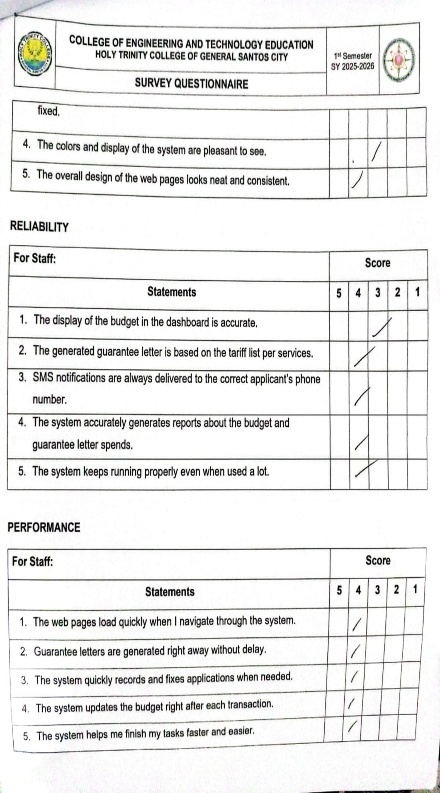 COLLEGE OF ENGINEERING AND TECHNOLOGY EDUCATION
HOLY TRINITY COLLEGE OF GENERAL SANTOS CITY
1st Semester
SY 2025-2026
SURVEY QUESTIONNAIRE
fixed.
4. The colors and display of the system are pleasant to see.
5. The overall design of the web pages looks neat and consistent.
RELIABILITY
For Staff:
Score
Statements 5 4 3 2 1
1. The display of the budget in the dashboard is accurate.
2. The generated guarantee letter is based on the tariff list per services.
3. SMS notifications are always delivered to the correct applicant's phone
number.
4. The system accurately generates reports about the budget and
guarantee letter spends.
5. The system keeps running properly even when used a lot.
PERFORMANCE
For Staff:
Score
Statements 5 4 3 2 1
1. The web pages load quickly when I navigate through the system.
2. Guarantee letters are generated right away without delay.
3. The system quickly records and fixes applications when needed.
4. The system updates the budget right after each transaction.
5. The system helps me finish my tasks faster and easier.